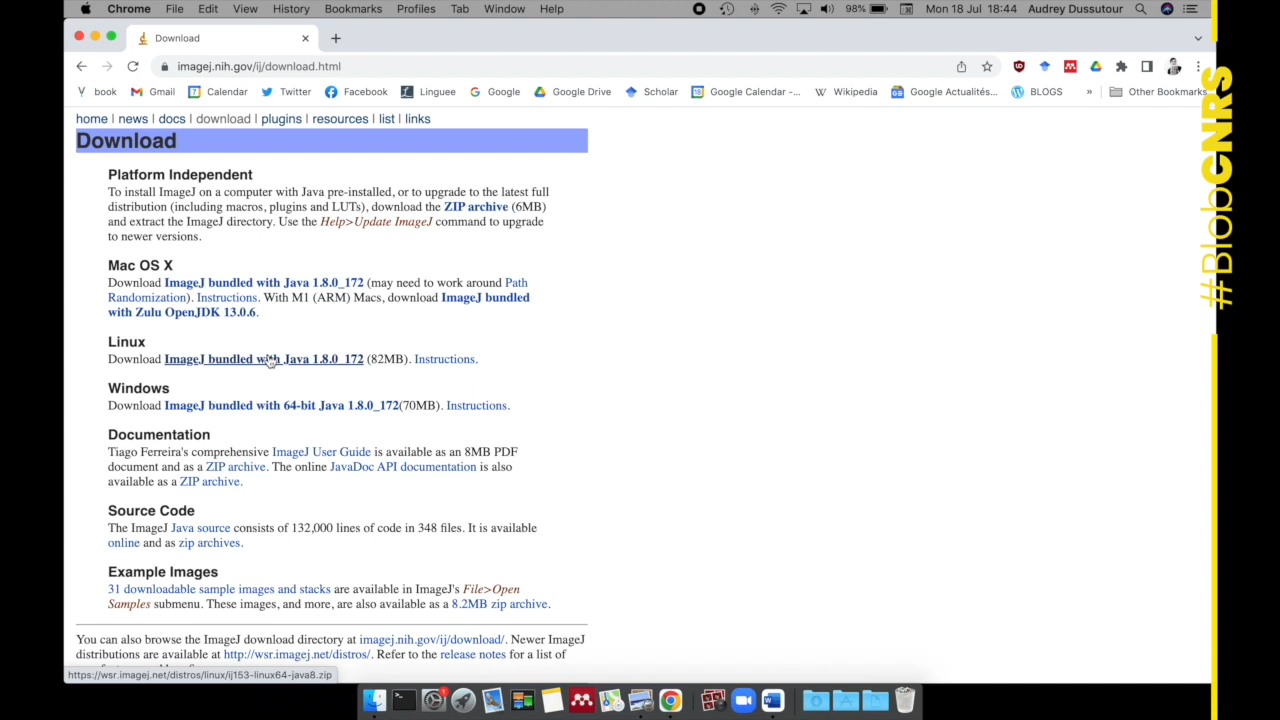 Chrome File Edit View History Bookmarks Profiles Tab Window Help 98% Mon 18 Jul 18:44 Audrey Dussutour
Download
imagej.nih.gov/ij/download.html
book Gmail Calendar Twitter Facebook Linguee Google Google Drive Scholar Google Calendar -... Wikipedia Google Actualités... BLOGS » Other Bookmarks
home | news | docs | download | plugins | resources | list | links
Download
Platform Independent
To install ImageJ on a computer with Java pre-installed, or to upgrade to the latest full
distribution (including macros, plugins and LUTs), download the ZIP archive (6MB)
and extract the ImageJ directory. Use the Help>Update ImageJ command to upgrade
to newer versions.
Mac OS X
Download ImageJ bundled with Java 1.8.0_172 (may need to work around Path
Randomization). Instructions. With M1 (ARM) Macs, download ImageJ bundled
with Zulu OpenJDK 13.0.6.
Linux
Download ImageJ bundled with Java 1.8.0_172 (82MB). Instructions.
Windows
Download ImageJ bundled with 64-bit Java 1.8.0_172(70MB). Instructions.
Documentation
Tiago Ferreira's comprehensive ImageJ User Guide is available as an 8MB PDF
document and as a ZIP archive. The online JavaDoc API documentation is also
available as a ZIP archive.
Source Code
The ImageJ Java source consists of 132,000 lines of code in 348 files. It is available
online and as zip archives.
Example Images
31 downloadable sample images and stacks are available in ImageJ's File>Open
Samples submenu. These images, and more, are also available as a 8.2MB zip archive.
You can also browse the ImageJ download directory at imagej.nih.gov/ij/download/. Newer ImageJ
distributions are available at http://wsr.imagej.net/distros/. Refer to the release notes for a list of
https://wsr.imagej.net/distros/linux/ij153-linux64-java8.zip
#BlobCNRS